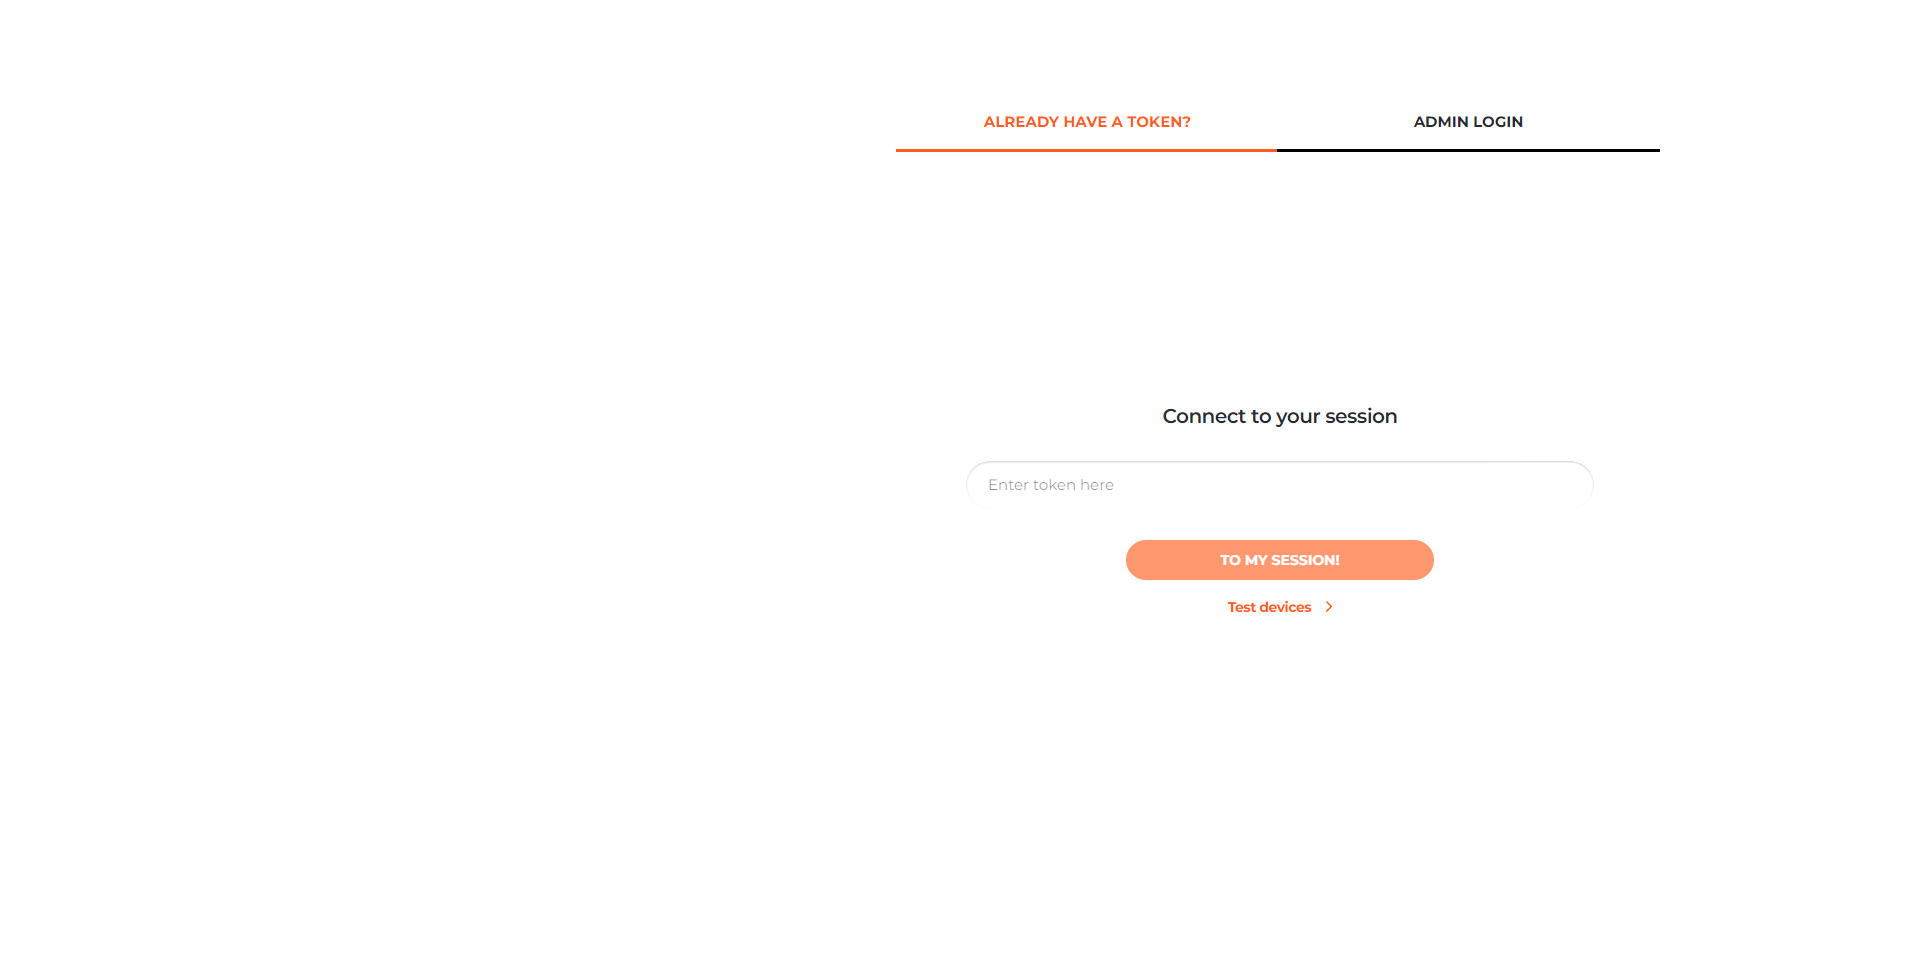 ALREADY HAVE A TOKEN?
ADMIN LOGIN
Connect to your session
Enter token here
TO MY SESSION!
Test devices